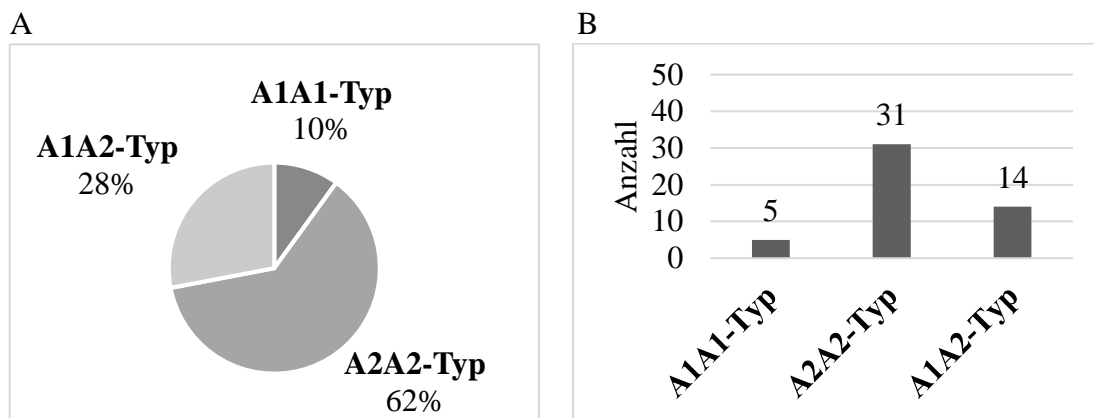 A
A1A1-Typ
10%
A1A2-Typ
28%
A2A2-Typ
62%
B
Anzahl
50
40
30
20
10
0
5
31
14
A1A1-Typ
A2A2-Typ
A1A2-Typ